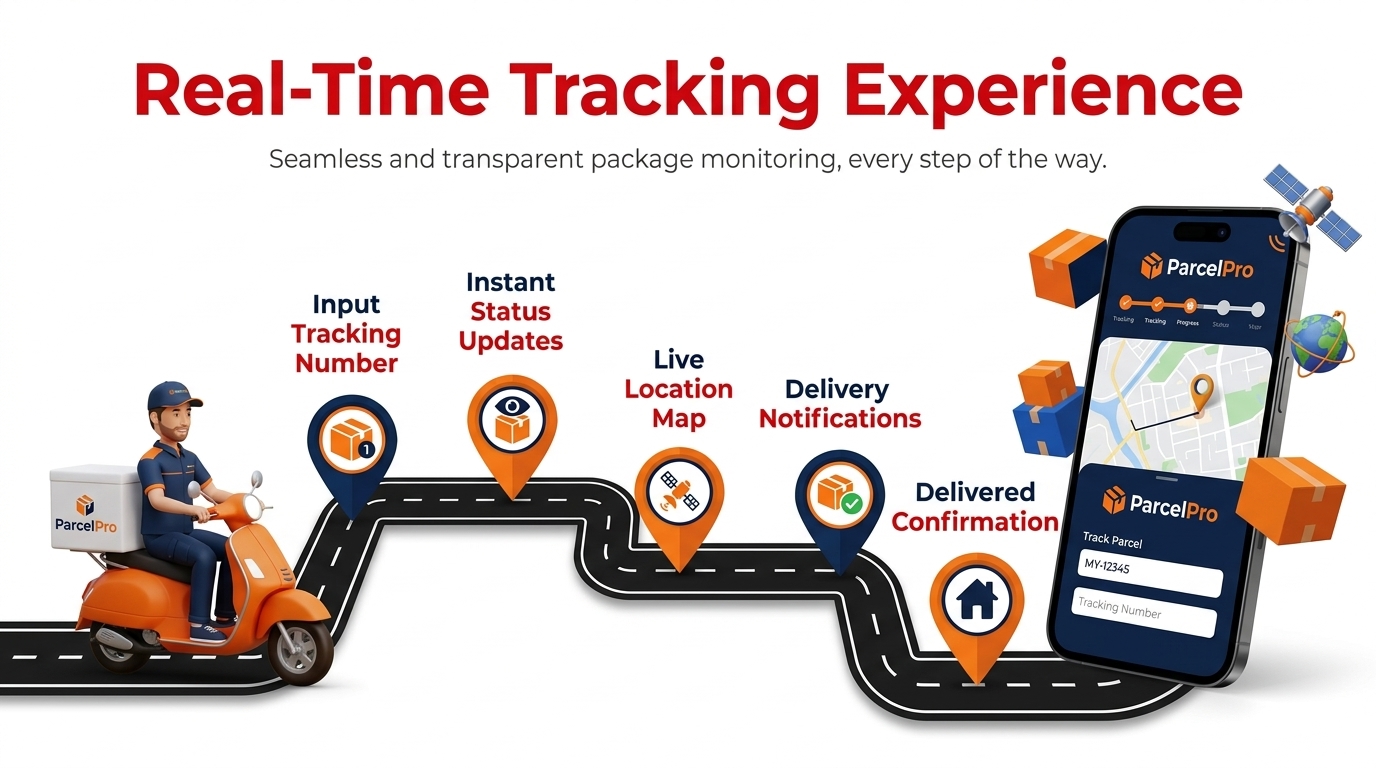 Real-Time Tracking Experience
Seamless and transparent package monitoring, every step of the way.
Input
Tracking
Number
1
Instant
Status
Updates
Live
Location
Map
Delivery
Notifications
Delivered
Confirmation
ParcelPro
ParcelPro
Tracking
Tracking
Progress
Status
ParcelPro
Track Parcel
MY-12345
Tracking Number